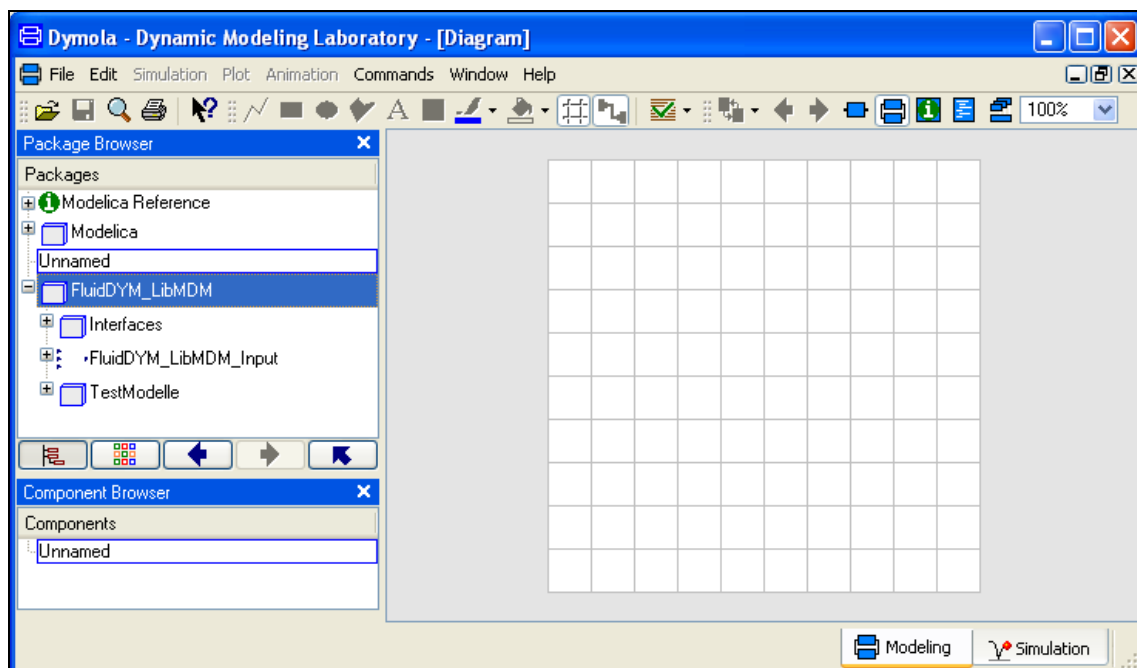 Dymola - Dynamic Modeling Laboratory - [Diagram]
File Edit Simulation Plot Animation Commands Window Help
A 100%
Package Browser
Packages
Modelica Reference
Modelica
Unnamed
FluidDYM_LibMDM
Interfaces
FluidDYM_LibMDM_Input
TestModelle
Component Browser
Components
Unnamed
Modeling Simulation